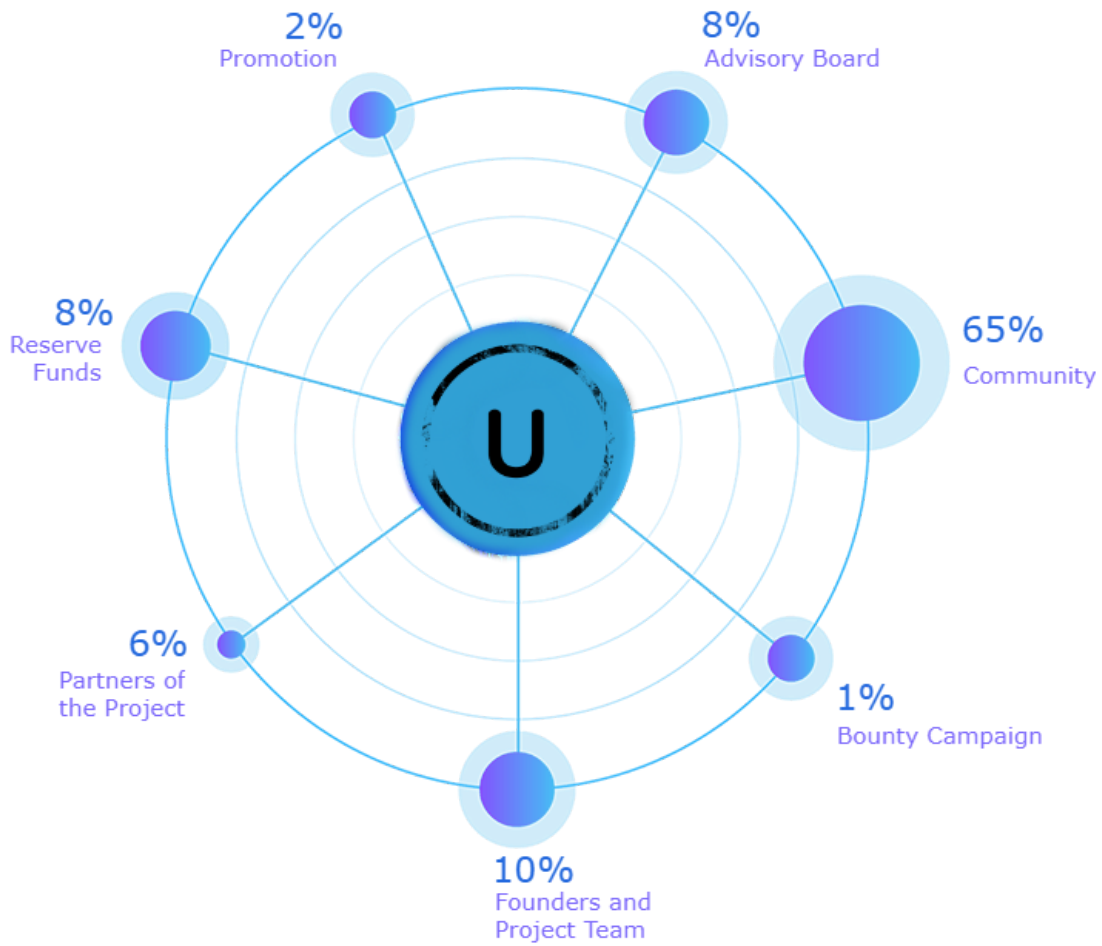 2%
Promotion
8%
Advisory Board
8%
Reserve
Funds
65%
Community
U
6%
Partners of
the Project
1%
Bounty Campaign
10%
Founders and
Project Team